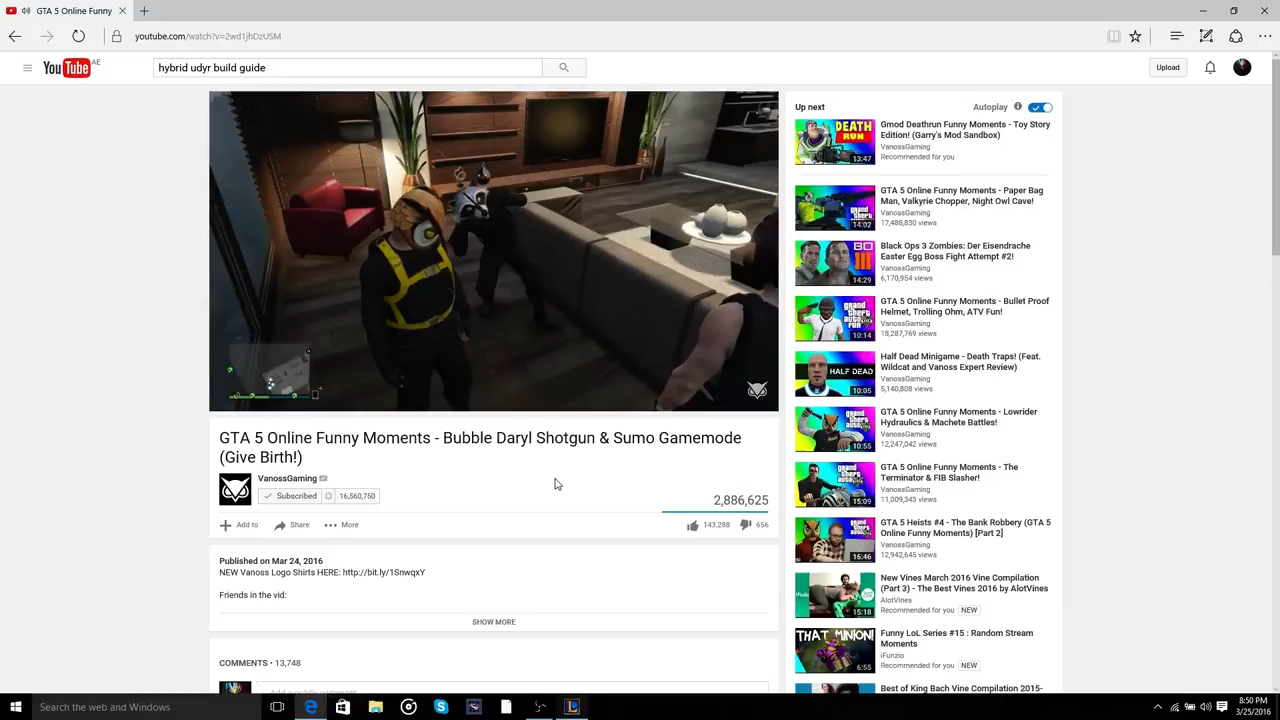 GTA 5 Online Funny
youtube.com/watch?v=2wd1jhDzUSM
YouTube AE
hybrid udyr build guide
Upload
GTA 5 Online Funny Moments - Bubble Daryl Shotgun & Sumo Gamemode
(Give Birth!)
VanossGaming
Subscribed 16,560,750
2,886,625
Add to Share More
143,288 656
Published on Mar 24, 2016
NEW Vanoss Logo Shirts HERE: http://bit.ly/1SnwqxY
Friends in the vid:
SHOW MORE
COMMENTS • 13,748
Add a public comment...
Up next
Autoplay
DEATH
RUN
13:47
Gmod Deathrun Funny Moments - Toy Story
Edition! (Garry's Mod Sandbox)
VanossGaming
Recommended for you
14:02
GTA 5 Online Funny Moments - Paper Bag
Man, Valkyrie Chopper, Night Owl Cave!
VanossGaming
17,488,830 views
BO
III
14:29
Black Ops 3 Zombies: Der Eisendrache
Easter Egg Boss Fight Attempt #2!
VanossGaming
6,170,954 views
10:14
GTA 5 Online Funny Moments - Bullet Proof
Helmet, Trolling Ohm, ATV Fun!
VanossGaming
18,287,769 views
HALF DEAD
10:05
Half Dead Minigame - Death Traps! (Feat.
Wildcat and Vanoss Expert Review)
VanossGaming
5,140,808 views
10:55
GTA 5 Online Funny Moments - Lowrider
Hydraulics & Machete Battles!
VanossGaming
12,247,042 views
15:09
GTA 5 Online Funny Moments - The
Terminator & FIB Slasher!
VanossGaming
11,009,343 views
16:46
GTA 5 Heists #4 - The Bank Robbery (GTA 5
Online Funny Moments) [Part 2]
VanossGaming
12,942,645 views
15:18
New Vines March 2016 Vine Compilation
(Part 3) - The Best Vines 2016 by AlotVines
AlotVines
Recommended for you NEW
THAT MINION!
6:55
Funny LoL Series #15 : Random Stream
Moments
iFunzio
Recommended for you NEW
Best of King Bach Vine Compilation 2015-
Search the web and Windows
8:50 PM
3/25/2016